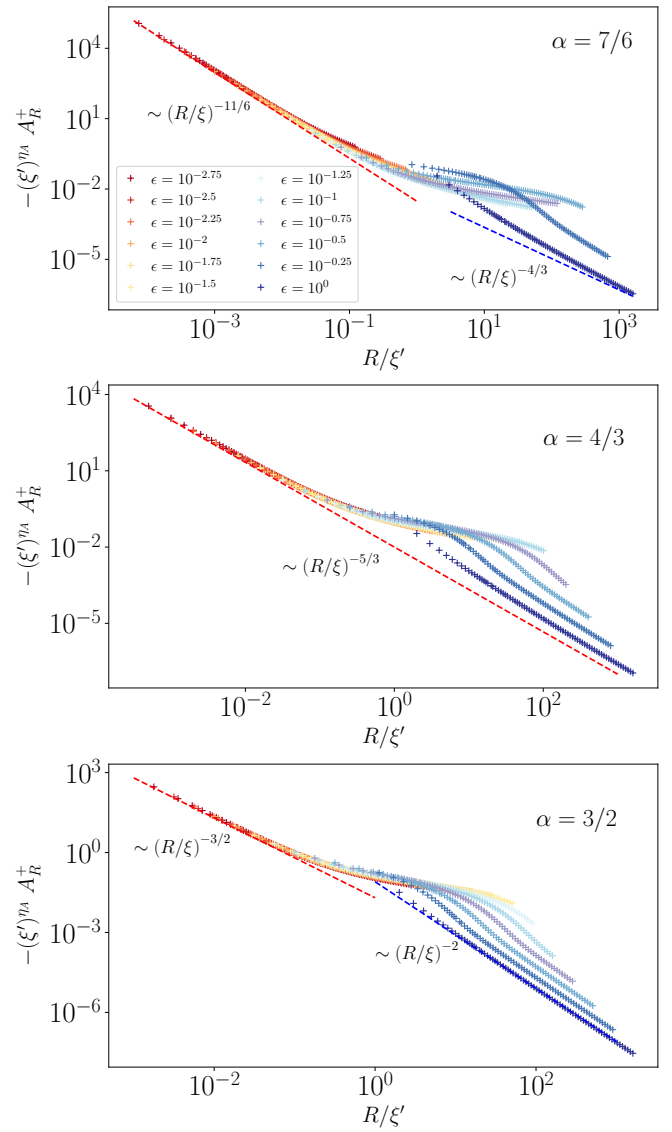 α = 7/6
10^4
10^1
10^{-2}
10^{-5}
−(ξ′)^{η_A} A_R^+
∼ (R/ξ)^{−11/6}
ϵ = 10^{−2.75}
ϵ = 10^{−2.5}
ϵ = 10^{−2.25}
ϵ = 10^{−2}
ϵ = 10^{−1.75}
ϵ = 10^{−1.5}
ϵ = 10^{−1.25}
ϵ = 10^{−1}
ϵ = 10^{−0.75}
ϵ = 10^{−0.5}
ϵ = 10^{−0.25}
ϵ = 10^0
∼ (R/ξ)^{−4/3}
10^{−3} 10^{−1} 10^1 10^3
R/ξ′
α = 4/3
10^4
10^1
10^{−2}
10^{−5}
−(ξ′)^{η_A} A_R^+
∼ (R/ξ)^{−5/3}
10^{−2} 10^0 10^2
R/ξ′
α = 3/2
10^3
10^0
10^{−3}
10^{−6}
−(ξ′)^{η_A} A_R^+
∼ (R/ξ)^{−3/2}
∼ (R/ξ)^{−2}
10^{−2} 10^0 10^2
R/ξ′